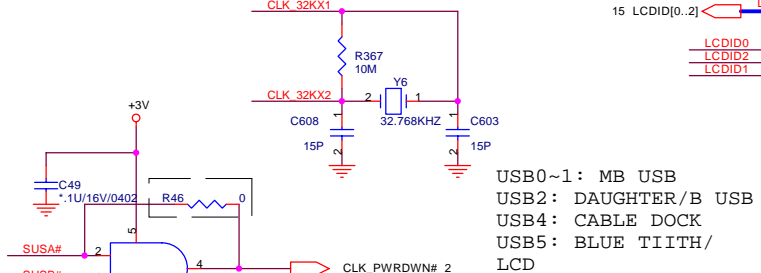 CLK_32KX1
15 LCDID[0..2]
R367
10M
LCDID0
LCDID2
LCDID1
Y6
CLK_32KX2
2
1
+3V
1
C608
32.768KHZ
1
C603
15P
15P
2
2
C49
*.1U/16V/0402
R46
0
USB0~1: MB USB
USB2: DAUGHTER/B USB
USB4: CABLE DOCK
USB5: BLUE TIITH/
LCD
5
SUSA#
2
4
CLK_PWRDWN# 2